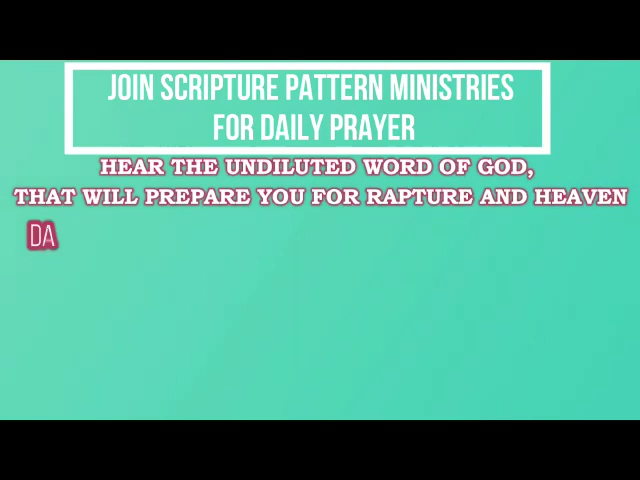 JOIN SCRIPTURE PATTERN MINISTRIES
FOR DAILY PRAYER
HEAR THE UNDILUTED WORD OF GOD,
THAT WILL PREPARE YOU FOR RAPTURE AND HEAVEN
DA